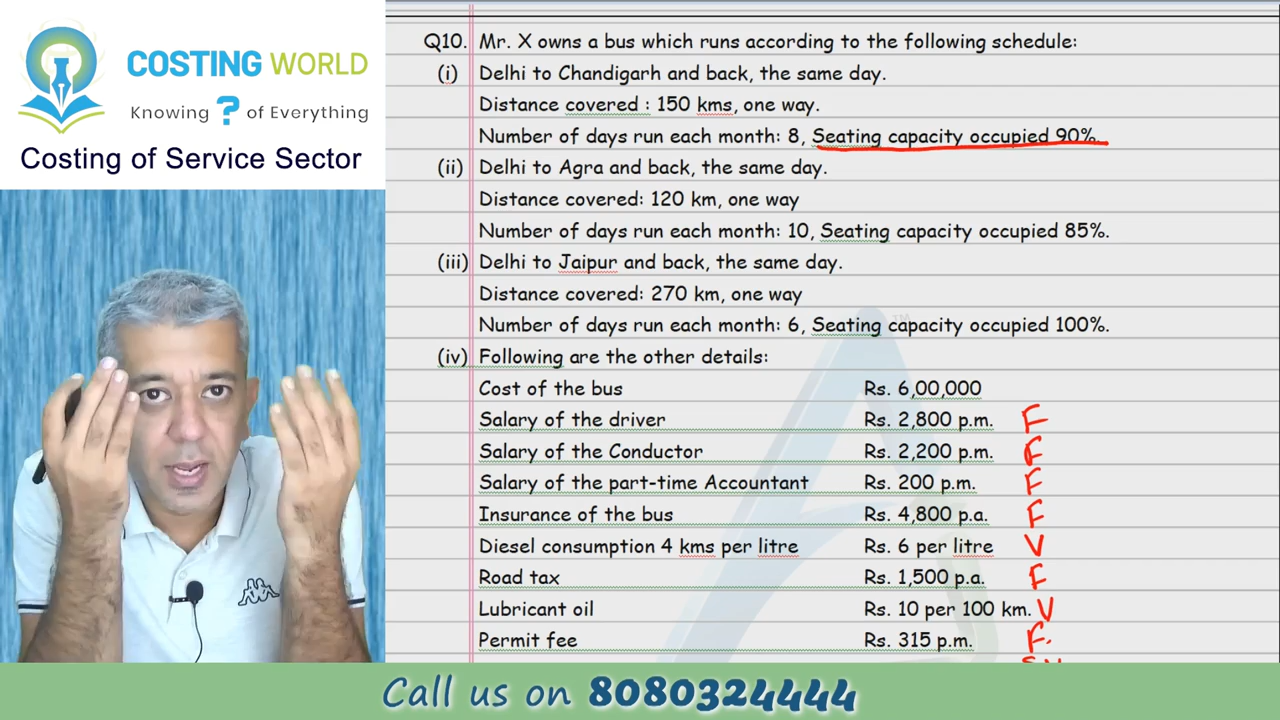 COSTING WORLD
Knowing ? of Everything
Costing of Service Sector
Q10. Mr. X owns a bus which runs according to the following schedule:
(i) Delhi to Chandigarh and back, the same day.
Distance covered : 150 kms, one way.
Number of days run each month: 8, Seating capacity occupied 90%.
(ii) Delhi to Agra and back, the same day.
Distance covered: 120 km, one way
Number of days run each month: 10, Seating capacity occupied 85%.
(iii) Delhi to Jaipur and back, the same day.
Distance covered: 270 km, one way
Number of days run each month: 6, Seating capacity occupied 100%.
(iv) Following are the other details:
Cost of the bus Rs. 6,00,000
Salary of the driver Rs. 2,800 p.m. F
Salary of the Conductor Rs. 2,200 p.m. F
Salary of the part-time Accountant Rs. 200 p.m. F
Insurance of the bus Rs. 4,800 p.a. F
Diesel consumption 4 kms per litre Rs. 6 per litre V
Road tax Rs. 1,500 p.a. F
Lubricant oil Rs. 10 per 100 km. V
Permit fee Rs. 315 p.m. F.
TM
Kappa
Call us on 8080324444